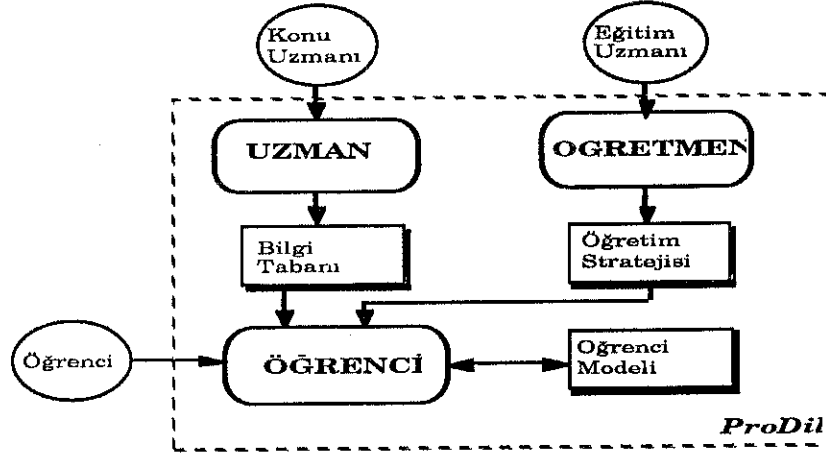 Konu
Uzmanı
Eğitim
Uzmanı
UZMAN
OGRETMEN
Bilgi
Tabanı
Öğretim
Stratejisi
Öğrenci
ÖĞRENCİ
Oğrenci
Modeli
ProDil